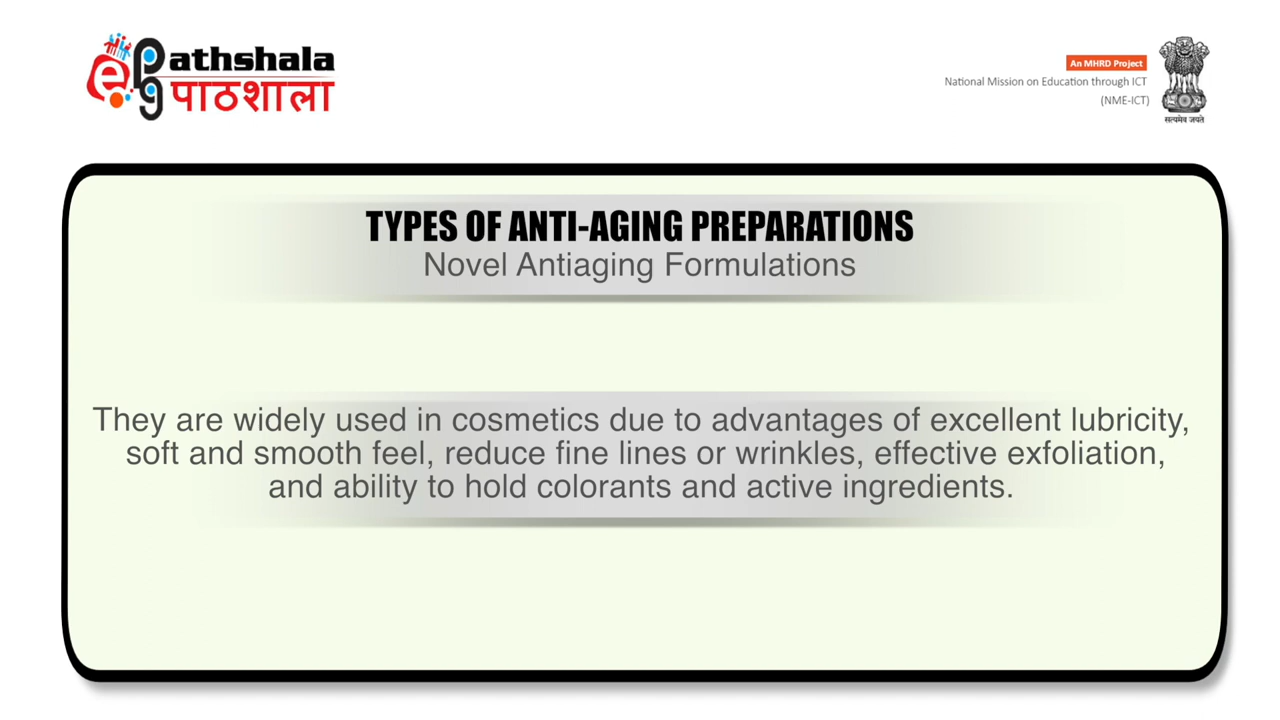 e pg Pathshala
पाठशाला
An MHRD Project
National Mission on Education through ICT
(NME-ICT)
सत्यमेव जयते
TYPES OF ANTI-AGING PREPARATIONS
Novel Antiaging Formulations
They are widely used in cosmetics due to advantages of excellent lubricity,
soft and smooth feel, reduce fine lines or wrinkles, effective exfoliation,
and ability to hold colorants and active ingredients.